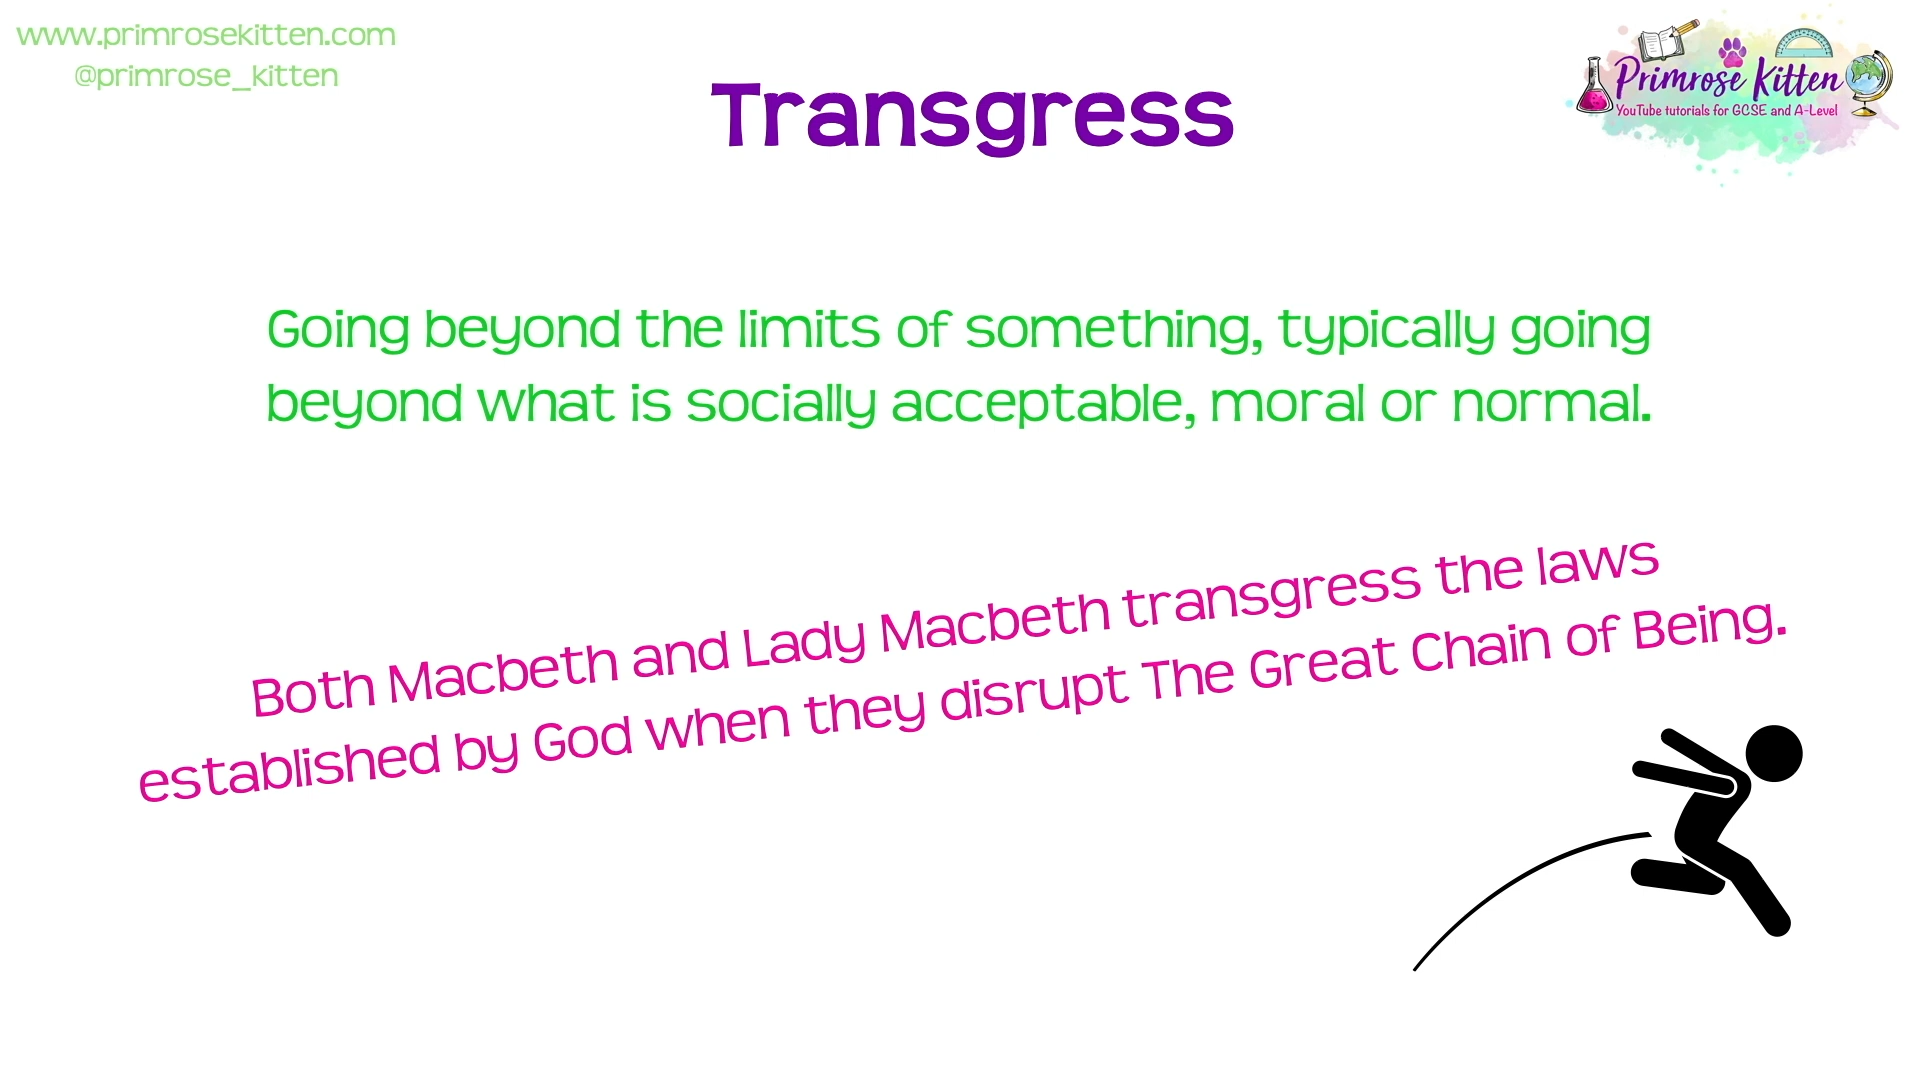 www.primrosekitten.com
@primrose_kitten
Primrose Kitten
YouTube tutorials for GCSE and A-Level
Transgress
Going beyond the limits of something, typically going
beyond what is socially acceptable, moral or normal.
Both Macbeth and Lady Macbeth transgress the laws
established by God when they disrupt The Great Chain of Being.